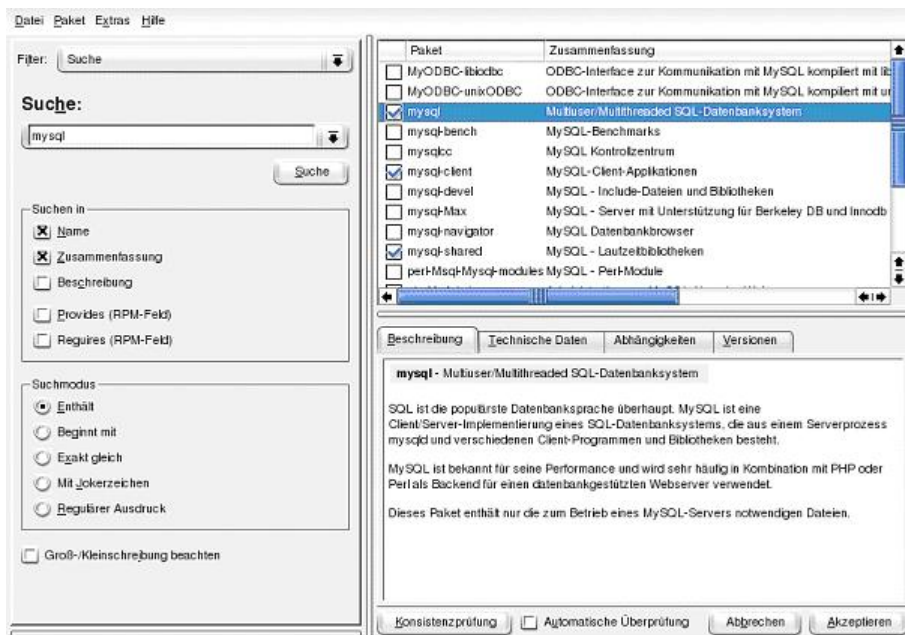 Datei Paket Extras Hilfe
Filter: Suche
Suche:
mysql
Suche
Suchen in
Name
Zusammenfassung
Beschreibung
Provides (RPM-Feld)
Requires (RPM-Feld)
Suchmodus
Enthält
Beginnt mit
Exakt gleich
Mit Jokerzeichen
Regulärer Ausdruck
Groß-/Kleinschreibung beachten
Paket Zusammenfassung
MyODBC-libiodbc ODBC-Interface zur Kommunikation mit MySQL kompiliert mit lib
MyODBC-unixODBC ODBC-Interface zur Kommunikation mit MySQL kompiliert mit un
mysql Multiuser/Multithreaded SQL-Datenbanksystem
mysql-bench MySQL-Benchmarks
mysqlcc MySQL Kontrollzentrum
mysql-client MySQL-Client-Applikationen
mysql-devel MySQL - Include-Dateien und Bibliotheken
mysql-Max MySQL - Server mit Unterstützung für Berkeley DB und Innodb
mysql-navigator MySQL Datenbankbrowser
mysql-shared MySQL - Laufzeitbibliotheken
perl-Msql-Mysql-modules MySQL - Perl-Module
Beschreibung Technische Daten Abhängigkeiten Versionen
mysql - Multiuser/Multithreaded SQL-Datenbanksystem
SQL ist die populärste Datenbanksprache überhaupt. MySQL ist eine
Client/Server-Implementierung eines SQL-Datenbanksystems, die aus einem Serverprozess
mysqld und verschiedenen Client-Programmen und Bibliotheken besteht.
MySQL ist bekannt für seine Performance und wird sehr häufig in Kombination mit PHP oder
Perl als Backend für einen datenbankgestützten Webserver verwendet.
Dieses Paket enthält nur die zum Betrieb eines MySQL-Servers notwendigen Dateien.
Konsistenzprüfung Automatische Überprüfung Abbrechen Akzeptieren